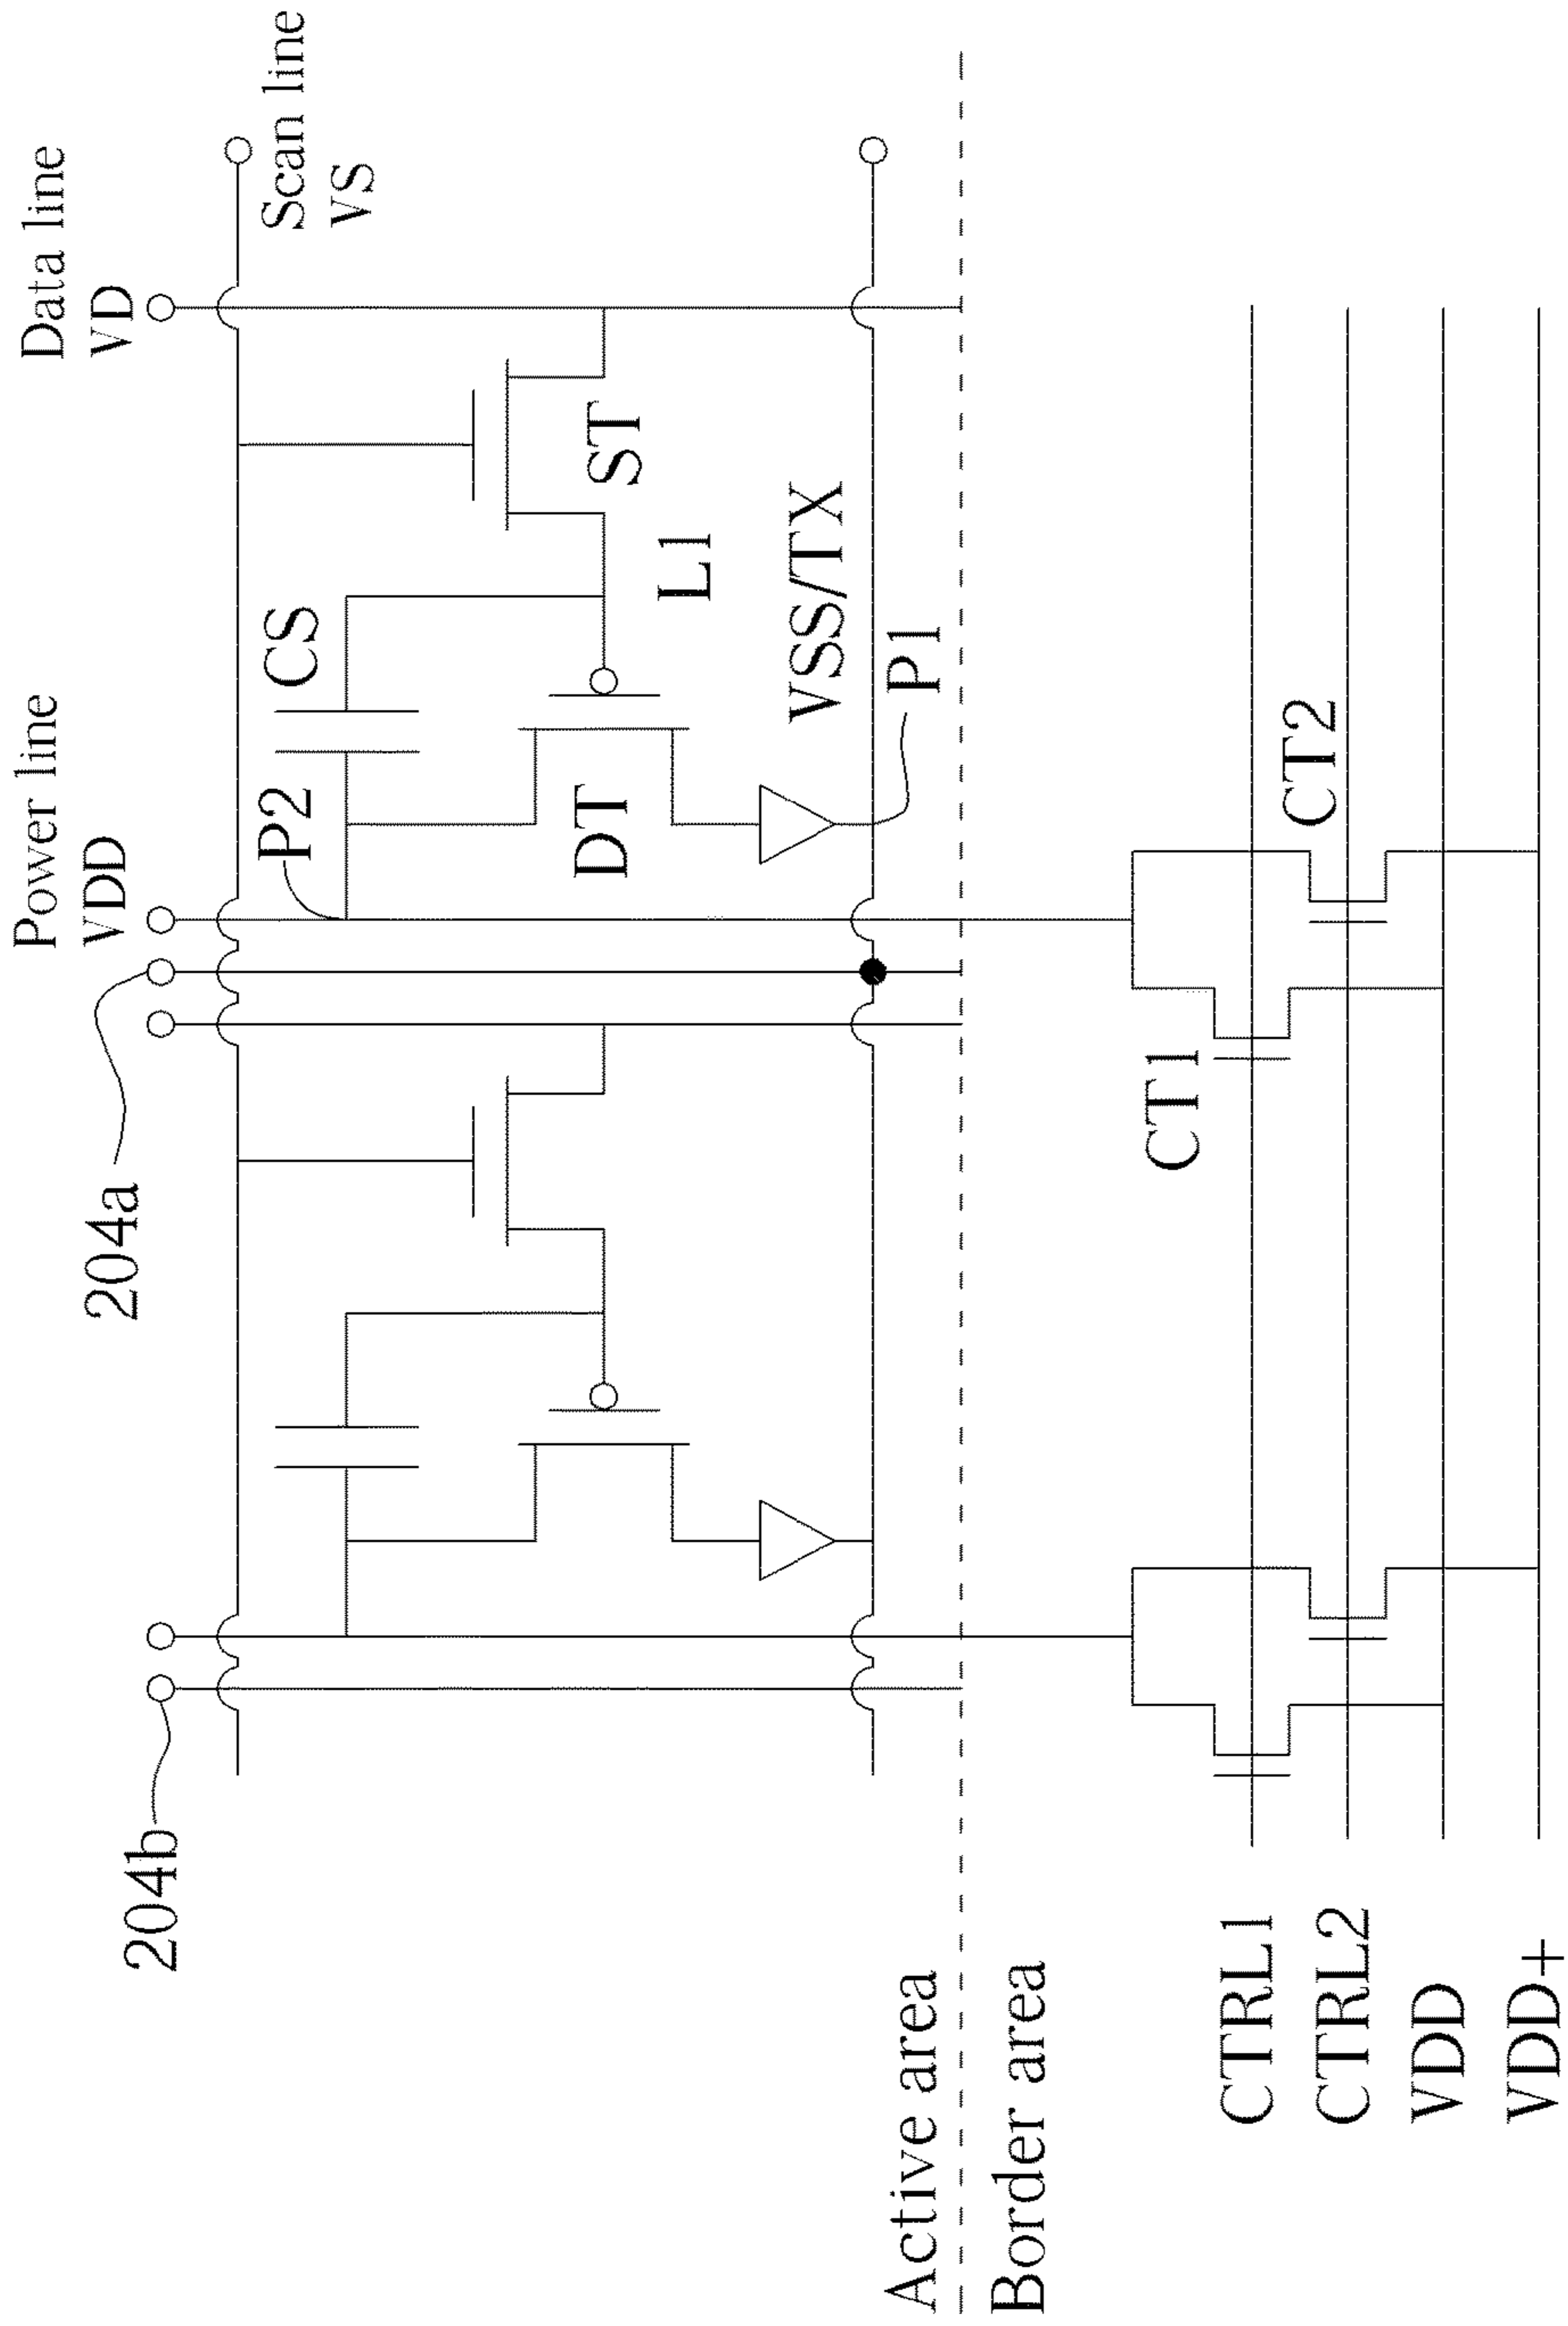 Power line
VDD
Data line
VD
Scan line
VS
204b
204a
P2
CS
DT
ST
L1
VSS/TX
P1
Active area
Border area
CT1
CT2
CTRL1
CTRL2
VDD
VDD+